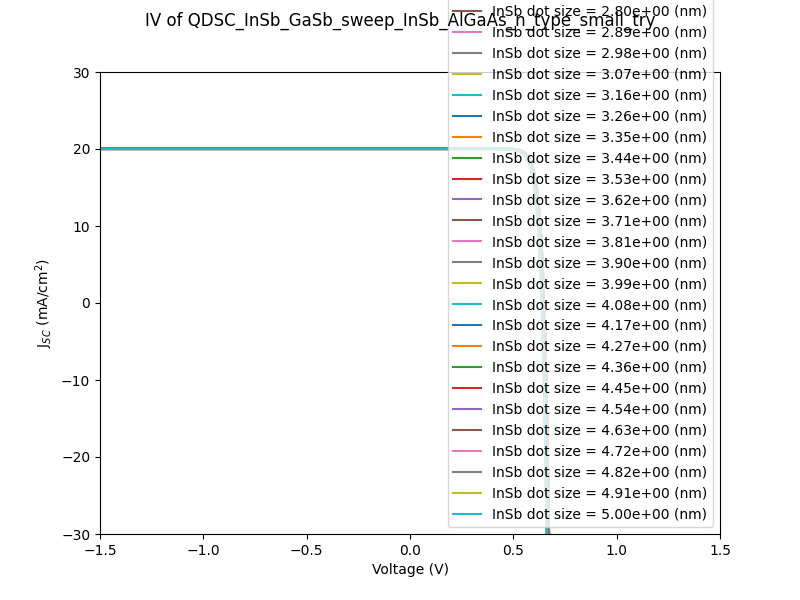 IV of QDSC_InSb_GaSb_sweep_InSb_AlGaAs_n_type_small_try
InSb dot size = 2.80e+00 (nm)
InSb dot size = 2.89e+00 (nm)
InSb dot size = 2.98e+00 (nm)
InSb dot size = 3.07e+00 (nm)
InSb dot size = 3.16e+00 (nm)
InSb dot size = 3.26e+00 (nm)
InSb dot size = 3.35e+00 (nm)
InSb dot size = 3.44e+00 (nm)
InSb dot size = 3.53e+00 (nm)
InSb dot size = 3.62e+00 (nm)
InSb dot size = 3.71e+00 (nm)
InSb dot size = 3.81e+00 (nm)
InSb dot size = 3.90e+00 (nm)
InSb dot size = 3.99e+00 (nm)
InSb dot size = 4.08e+00 (nm)
InSb dot size = 4.17e+00 (nm)
InSb dot size = 4.27e+00 (nm)
InSb dot size = 4.36e+00 (nm)
InSb dot size = 4.45e+00 (nm)
InSb dot size = 4.54e+00 (nm)
InSb dot size = 4.63e+00 (nm)
InSb dot size = 4.72e+00 (nm)
InSb dot size = 4.82e+00 (nm)
InSb dot size = 4.91e+00 (nm)
InSb dot size = 5.00e+00 (nm)
30
20
10
0
−10
−20
−30
J_SC (mA/cm²)
−1.5 −1.0 −0.5 0.0 0.5 1.0 1.5
Voltage (V)